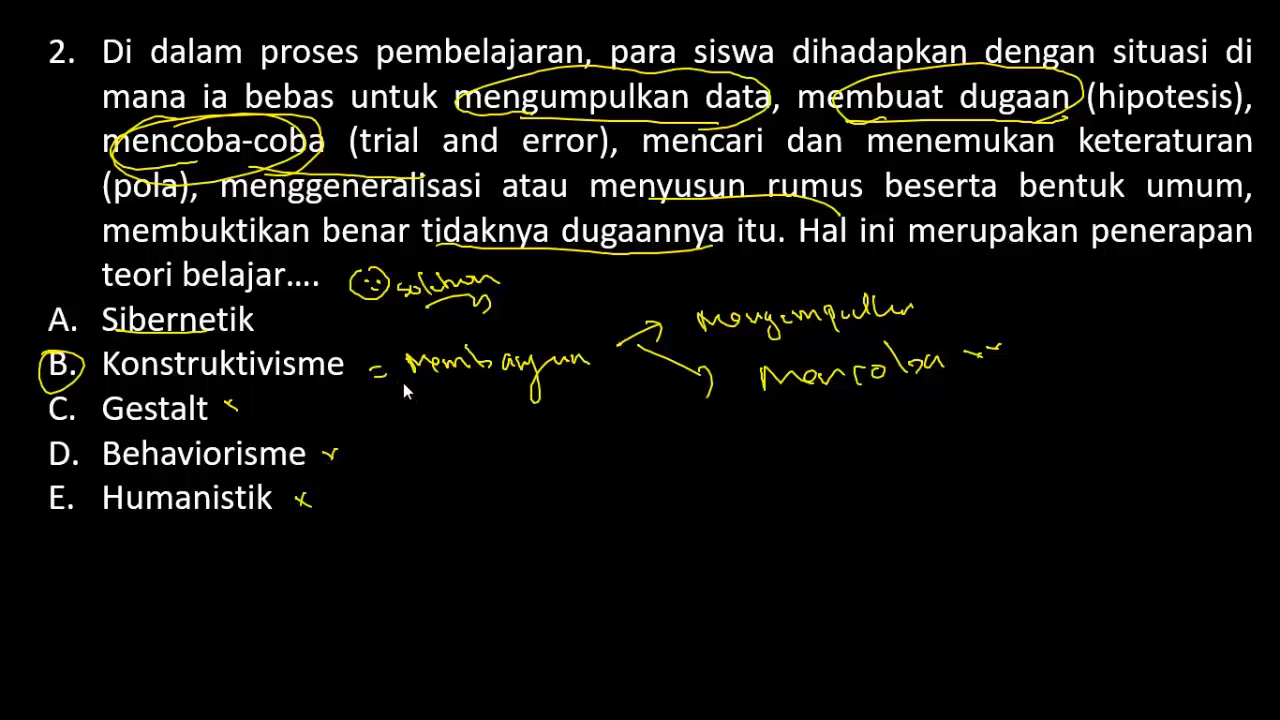 2. Di dalam proses pembelajaran, para siswa dihadapkan dengan situasi di
mana ia bebas untuk mengumpulkan data, membuat dugaan (hipotesis),
mencoba-coba (trial and error), mencari dan menemukan keteraturan
(pola), menggeneralisasi atau menyusun rumus beserta bentuk umum,
membuktikan benar tidaknya dugaannya itu. Hal ini merupakan penerapan
teori belajar....
A. Sibernetik
B. Konstruktivisme = Membangun
Mencoba
C. Gestalt
D. Behaviorisme
E. Humanistik